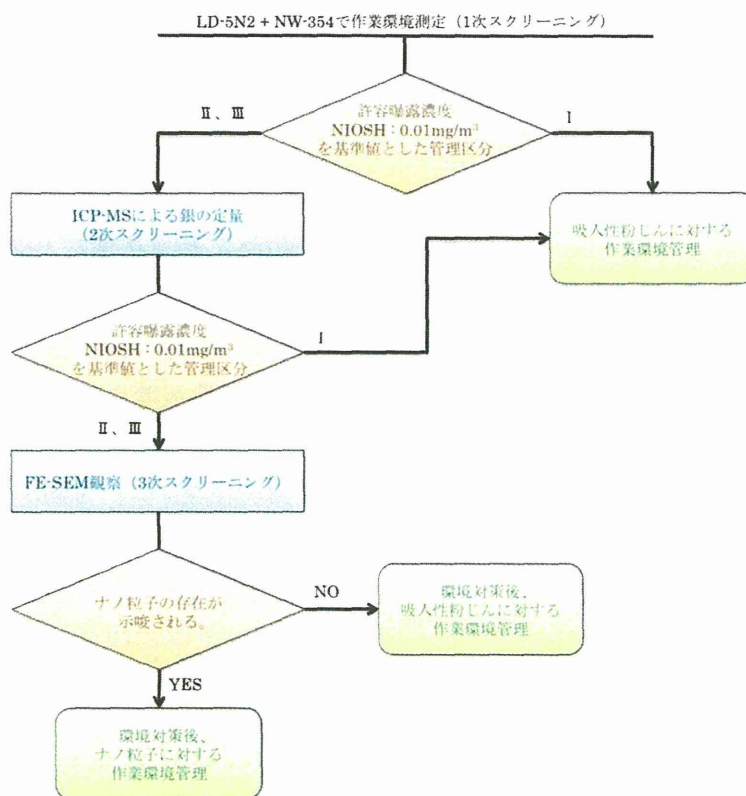 LD-5N2 + NW-354で作業環境測定（1次スクリーニング）
Ⅱ、Ⅲ
許容曝露濃度
NIOSH：0.01mg/m³
を基準値とした管理区分
I
ICP-MSによる銀の定量
（2次スクリーニング）
吸入性粉じんに対する
作業環境管理
許容曝露濃度
NIOSH：0.01mg/m³
を基準値とした管理区分
I
Ⅱ、Ⅲ
FE-SEM観察（3次スクリーニング）
ナノ粒子の存在が
示唆される。
NO
環境対策後、
吸入性粉じんに対する
作業環境管理
YES
環境対策後、
ナノ粒子に対する
作業環境管理